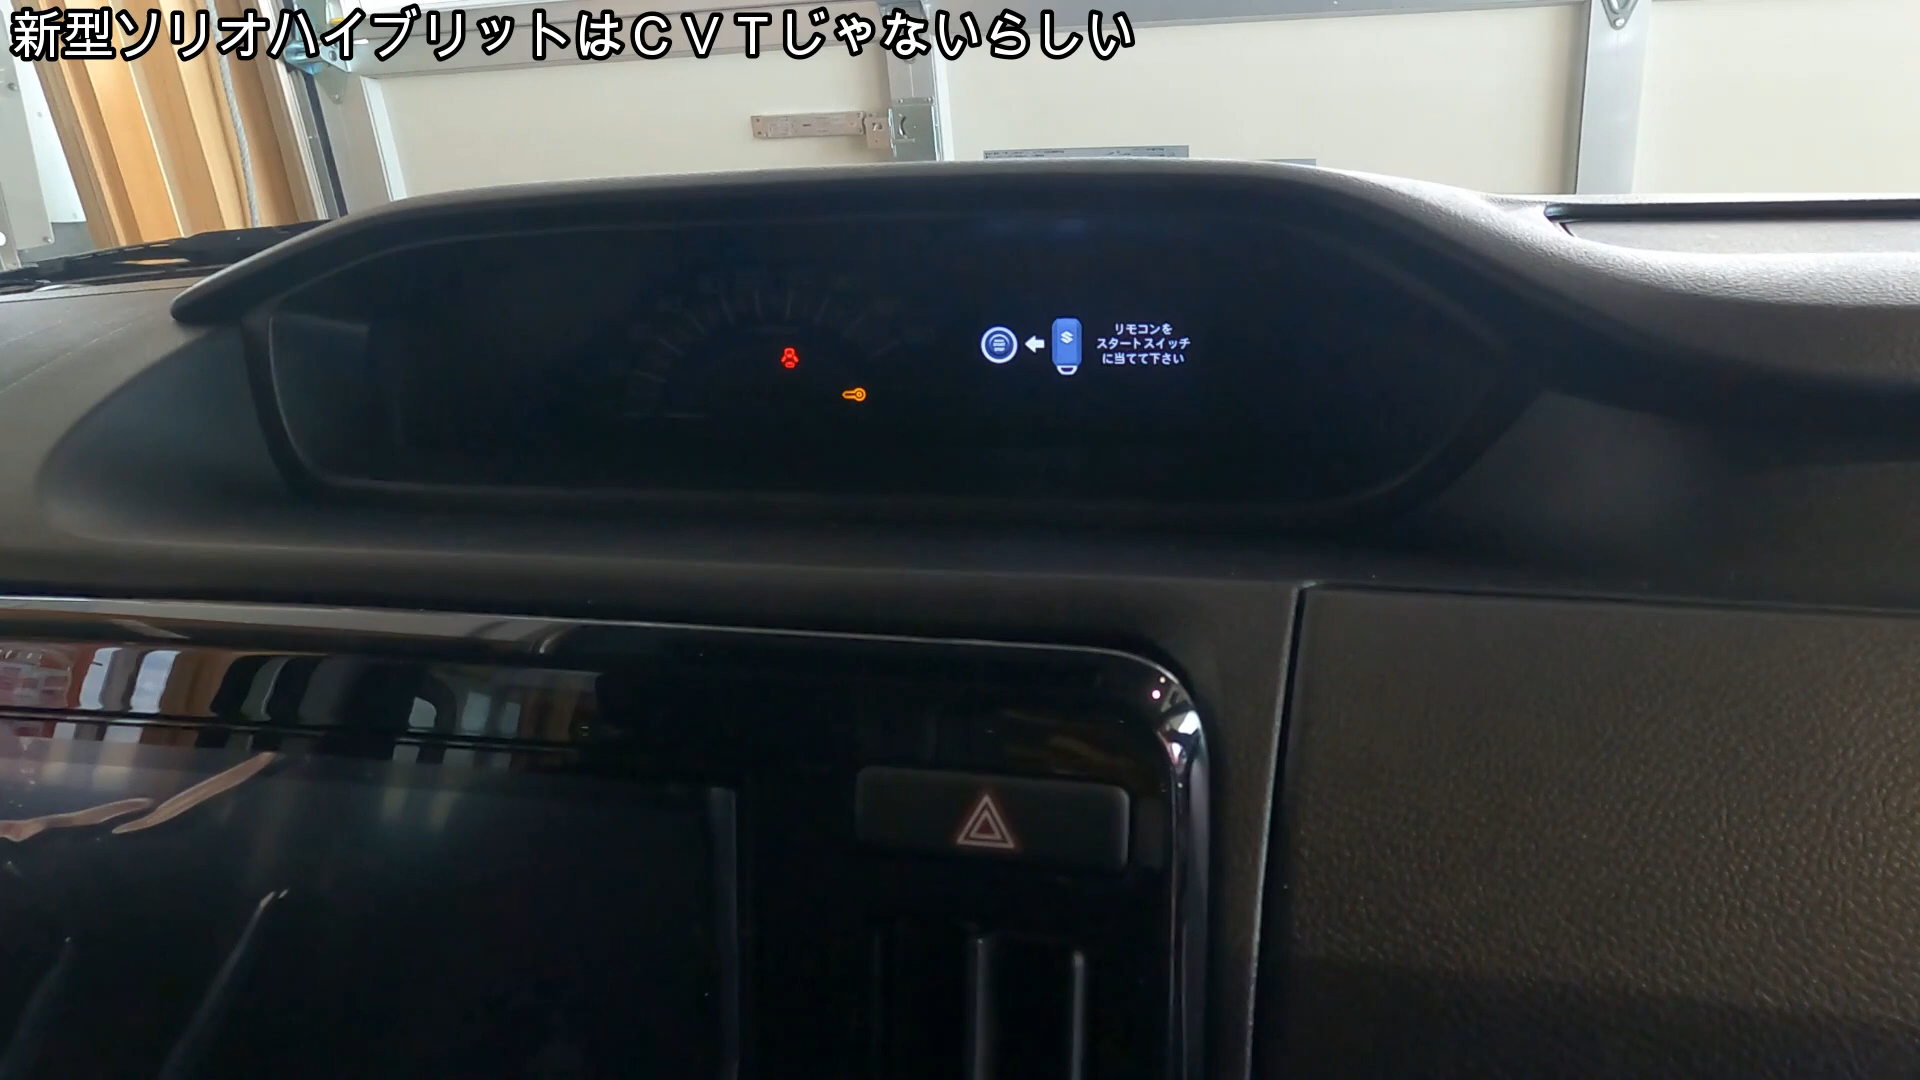 新型ソリオハイブリットはＣＶＴじゃないらしい
リモコンを
スタートスイッチ
に当てて下さい